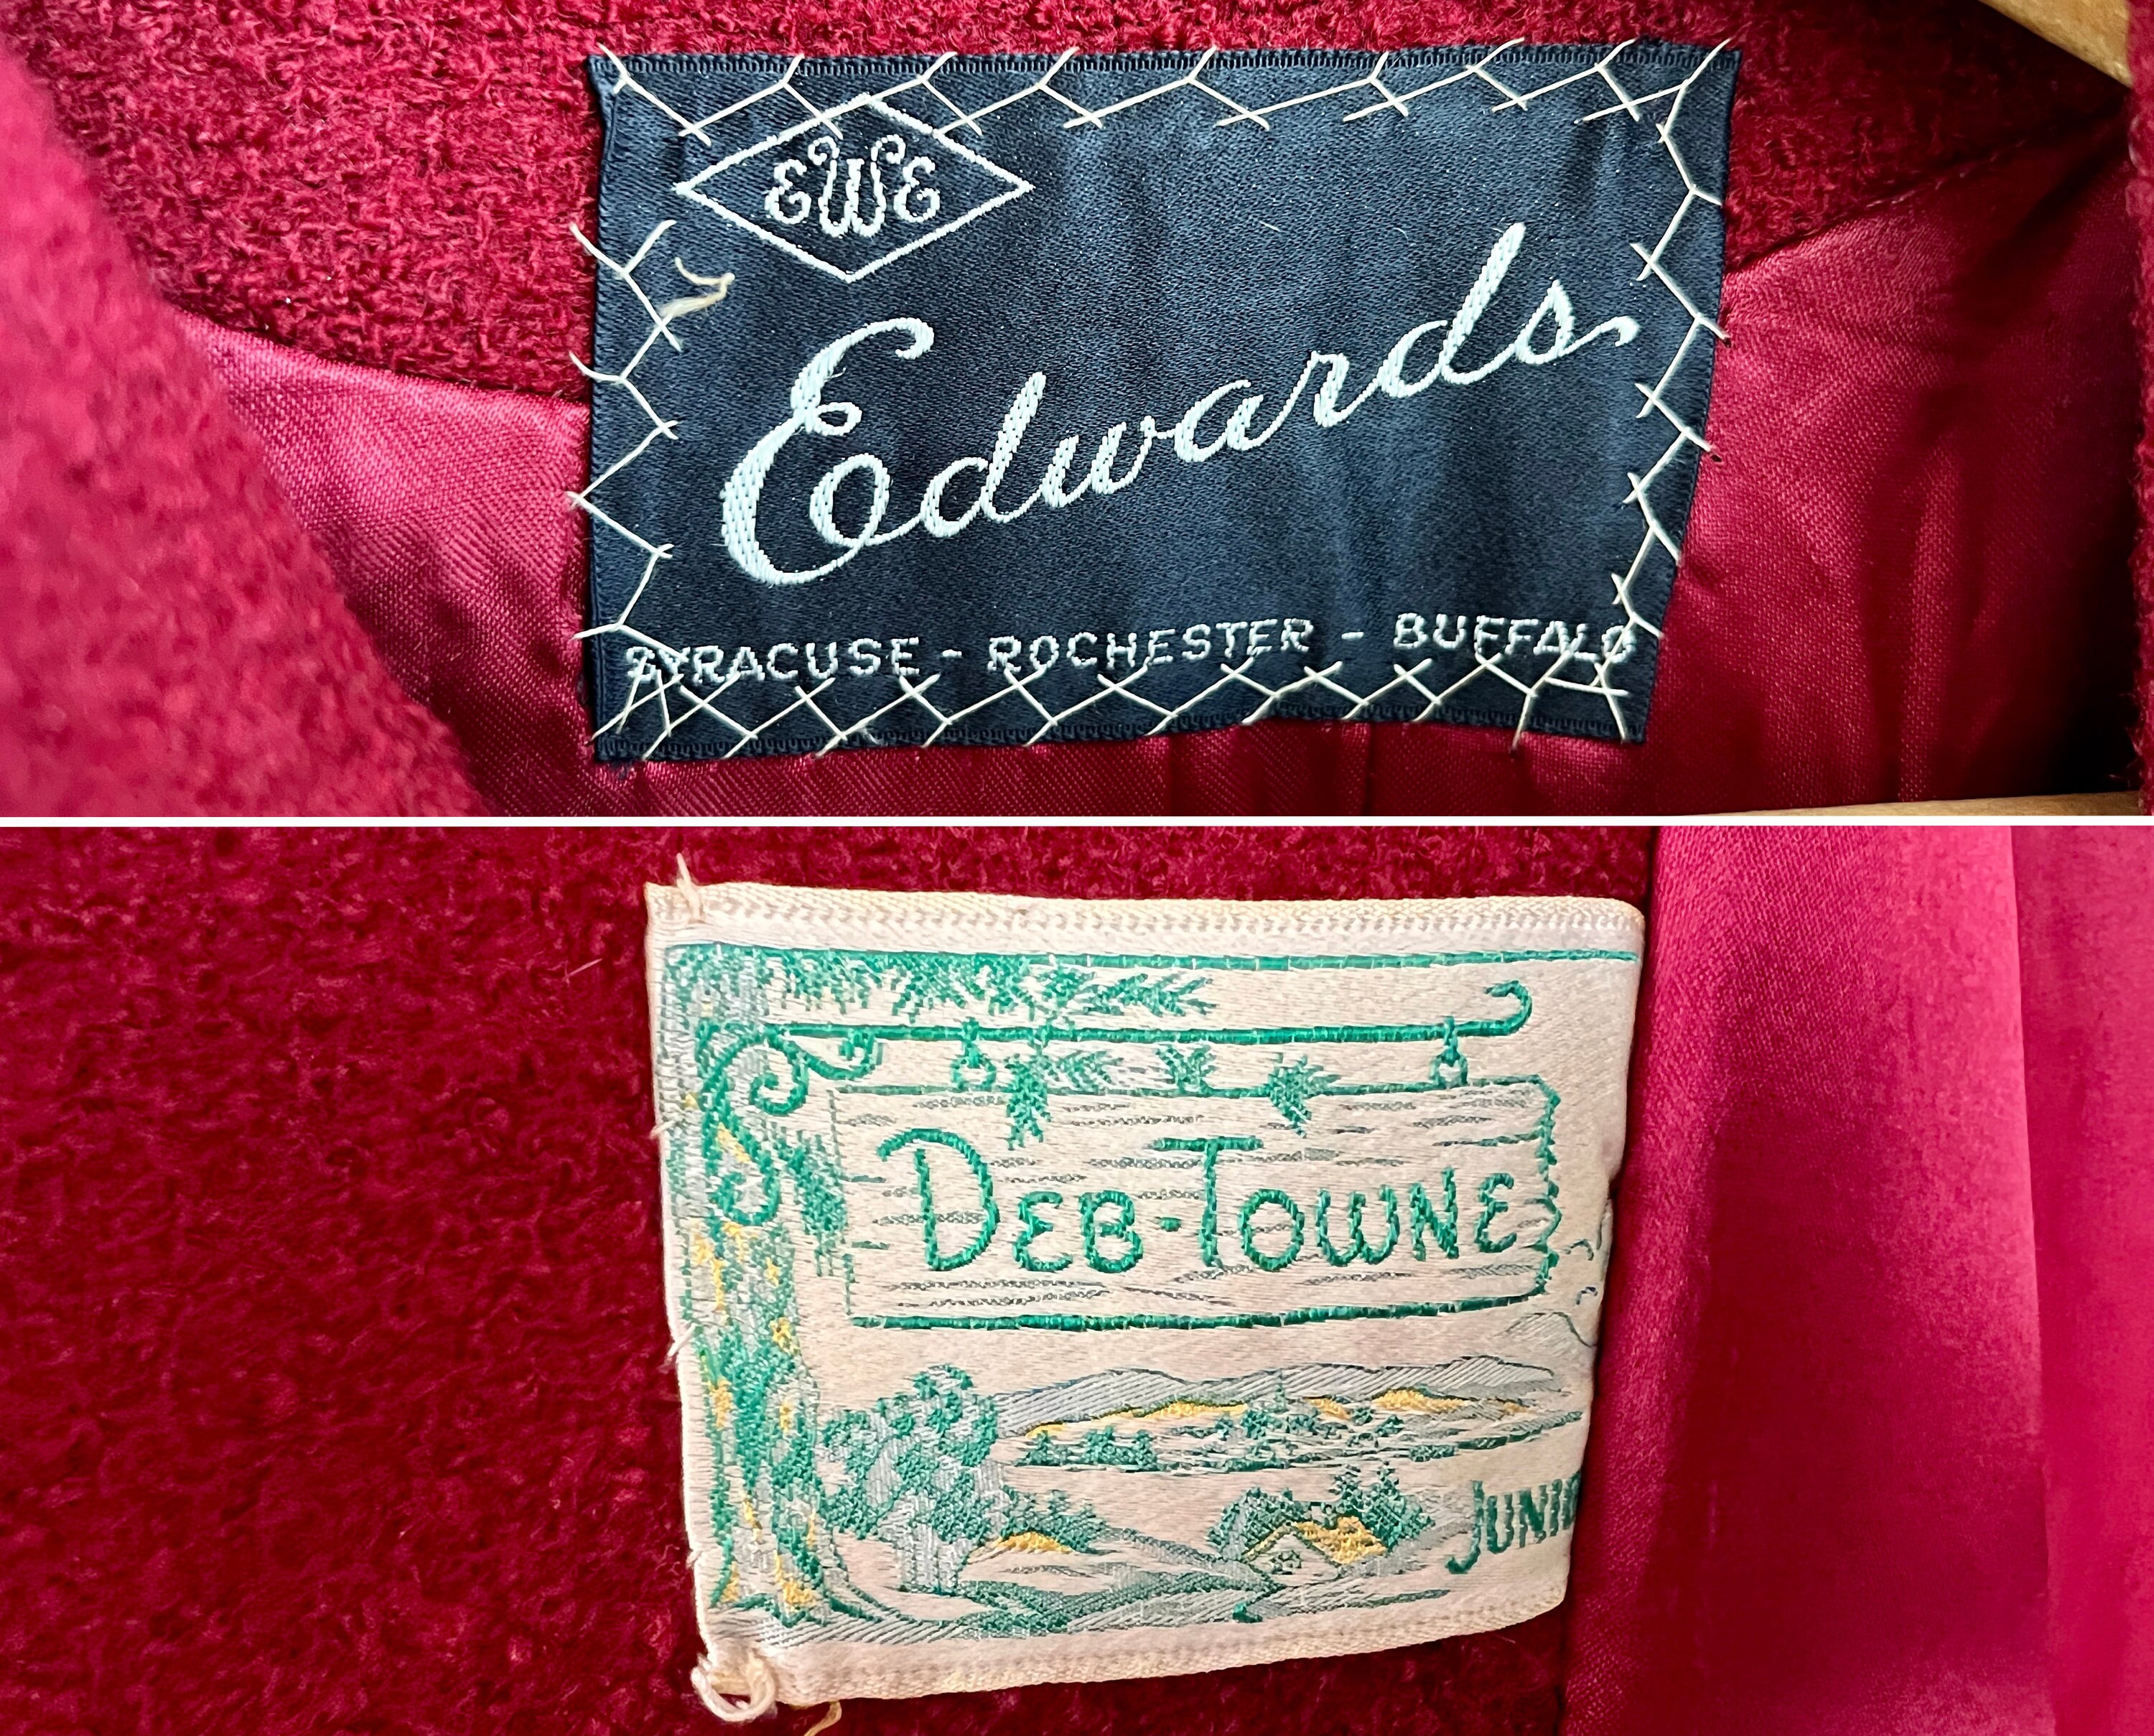 EWE
Edwards
SYRACUSE - ROCHESTER - BUFFALO
DEB-TOWNE